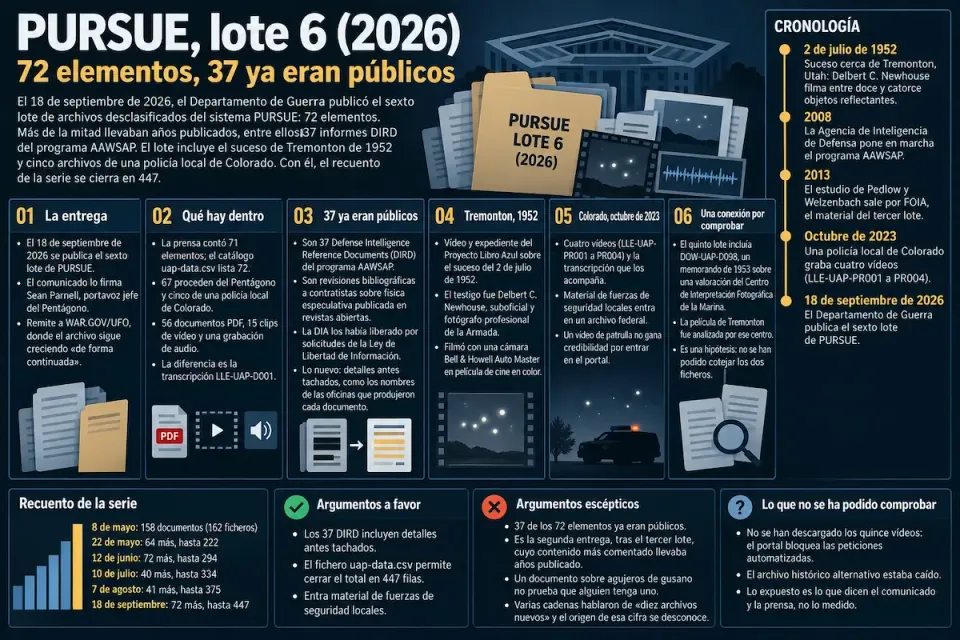 PURSUE, lote 6 (2026)
72 elementos, 37 ya eran públicos
El 18 de septiembre de 2026, el Departamento de Guerra publicó el sexto
lote de archivos desclasificados del sistema PURSUE: 72 elementos.
Más de la mitad llevaban años publicados, entre ellos37 informes DIRD
del programa AAWSAP. El lote incluye el suceso de Tremonton de 1952
y cinco archivos de una policía local de Colorado. Con él, el recuento
de la serie se cierra en 447.
PURSUE
LOTE 6
(2026)
CRONOLOGÍA
2 de julio de 1952
Suceso cerca de Tremonton,
Utah: Delbert C. Newhouse
filma entre doce y catorce
objetos reflectantes.
2008
La Agencia de Inteligencia
de Defensa pone en marcha
el programa AAWSAP.
2013
El estudio de Pedlow y
Welzenbach sale por FOIA,
el material del tercer lote.
Octubre de 2023
Una policía local de Colorado
graba cuatro vídeos
(LLE-UAP-PR001 a PR004).
18 de septiembre de 2026
El Departamento de Guerra
publica el sexto lote
de PURSUE.
01 La entrega
• El 18 de septiembre de
2026 se publica el sexto
lote de PURSUE.
• El comunicado lo firma
Sean Parnell, portavoz jefe
del Pentágono.
• Remite a WAR.GOV/UFO,
donde el archivo sigue
creciendo «de forma
continuada».
02 Qué hay dentro
• La prensa contó 71
elementos; el catálogo
uap-data.csv lista 72.
• 67 proceden del Pentágono
y cinco de una policía local
de Colorado.
• 56 documentos PDF, 15 clips
de vídeo y una grabación
de audio.
• La diferencia es la
transcripción LLE-UAP-D001.
PDF
03 37 ya eran públicos
• Son 37 Defense Intelligence
Reference Documents (DIRD)
del programa AAWSAP.
• Son revisiones bibliográficas
a contratistas sobre física
especulativa publicada en
revistas abiertas.
• La DIA los había liberado por
solicitudes de la Ley de
Libertad de Información.
• Lo nuevo: detalles antes
tachados, como los nombres
de las oficinas que produjeron
cada documento.
04 Tremonton, 1952
• Vídeo y expediente del
Proyecto Libro Azul sobre
el suceso del 2 de julio
de 1952.
• El testigo fue Delbert C.
Newhouse, suboficial y
fotógrafo profesional de
la Armada.
• Filmó con una cámara
Bell & Howell Auto Master
en película de cine en color.
05 Colorado, octubre de 2023
• Cuatro vídeos (LLE-UAP-
PR001 a PR004) y la
transcripción que los
acompaña.
• Material de fuerzas de
seguridad locales entra
en un archivo federal.
• Un vídeo de patrulla no gana
credibilidad por entrar
en el portal.
06 Una conexión por
comprobar
• El quinto lote incluía
DOW-UAP-D098, un
memorando de 1953 sobre
una valoración del Centro
de Interpretación Fotográfica
de la Marina.
• La película de Tremonton
fue analizada por ese centro.
• Es una hipótesis: no se han
podido cotejar los dos
ficheros.
Recuento de la serie
8 de mayo: 158 documentos (162 ficheros)
22 de mayo: 64 más, hasta 222
12 de junio: 72 más, hasta 294
10 de julio: 40 más, hasta 334
7 de agosto: 41 más, hasta 375
18 de septiembre: 72 más, hasta 447
Argumentos a favor
• Los 37 DIRD incluyen detalles
antes tachados.
• El fichero uap-data.csv permite
cerrar el total en 447 filas.
• Entra material de fuerzas de
seguridad locales.
Argumentos escépticos
• 37 de los 72 elementos ya eran públicos.
• Es la segunda entrega, tras el tercer lote,
cuyo contenido más comentado llevaba
años publicado.
• Un documento sobre agujeros de gusano
no prueba que alguien tenga uno.
• Varias cadenas hablaron de «diez archivos
nuevos» y el origen de esa cifra se desconoce.
? Lo que no se ha podido comprobar
• No se han descargado los quince vídeos:
el portal bloquea las peticiones
automatizadas.
• El archivo histórico alternativo estaba caído.
• Lo expuesto es lo que dicen el comunicado
y la prensa, no lo medido.